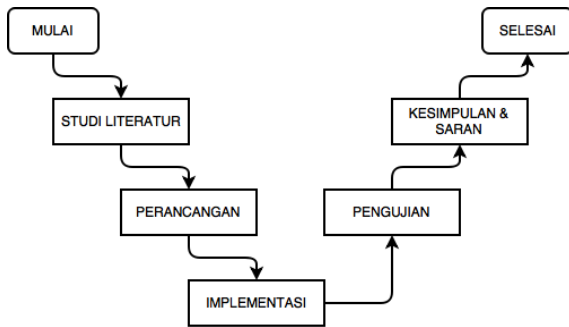 MULAI
STUDI LITERATUR
PERANCANGAN
IMPLEMENTASI
PENGUJIAN
KESIMPULAN &
SARAN
SELESAI